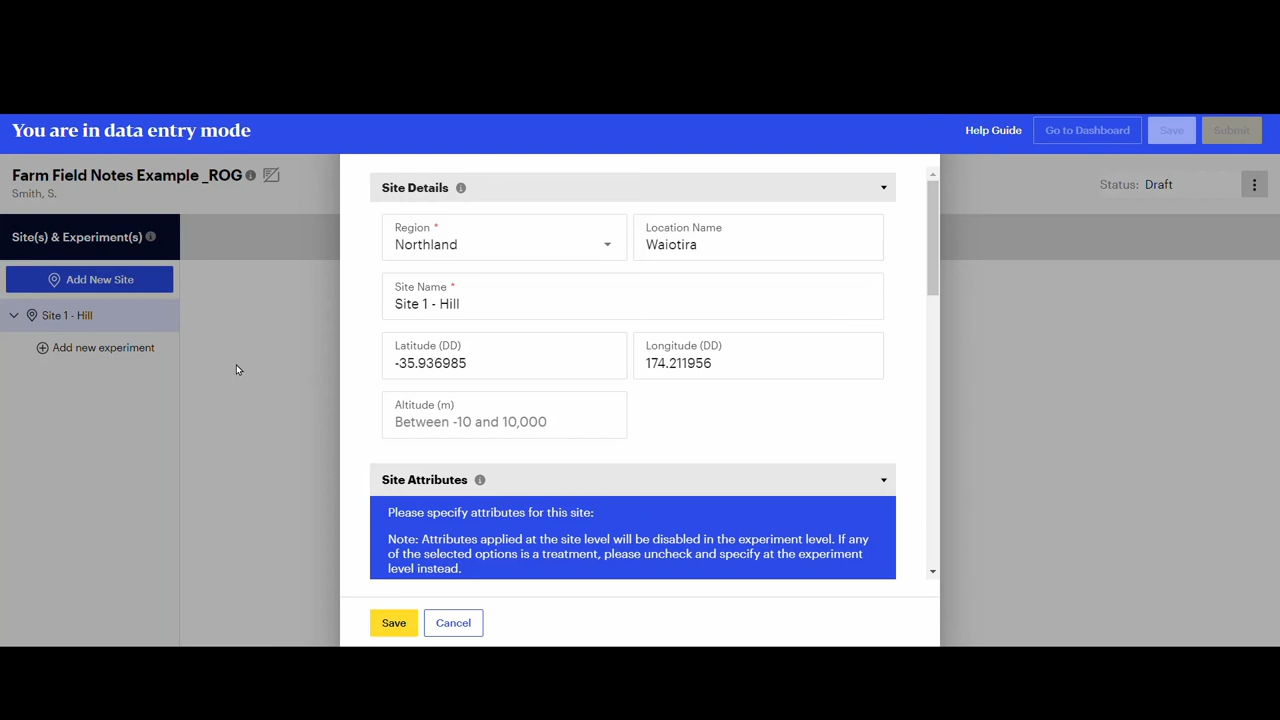 You are in data entry mode
Help Guide
Go to Dashboard
Save
Submit
Farm Field Notes Example _ROG
Smith, S.
Status: Draft
Site(s) & Experiment(s)
Add New Site
Site 1 - Hill
Add new experiment
Site Details
Region *
Northland
Location Name
Waiotira
Site Name *
Site 1 - Hill
Latitude (DD)
-35.936985
Longitude (DD)
174.211956
Altitude (m)
Between -10 and 10,000
Site Attributes
Please specify attributes for this site:
Note: Attributes applied at the site level will be disabled in the experiment level. If any
of the selected options is a treatment, please uncheck and specify at the experiment
level instead.
Save
Cancel